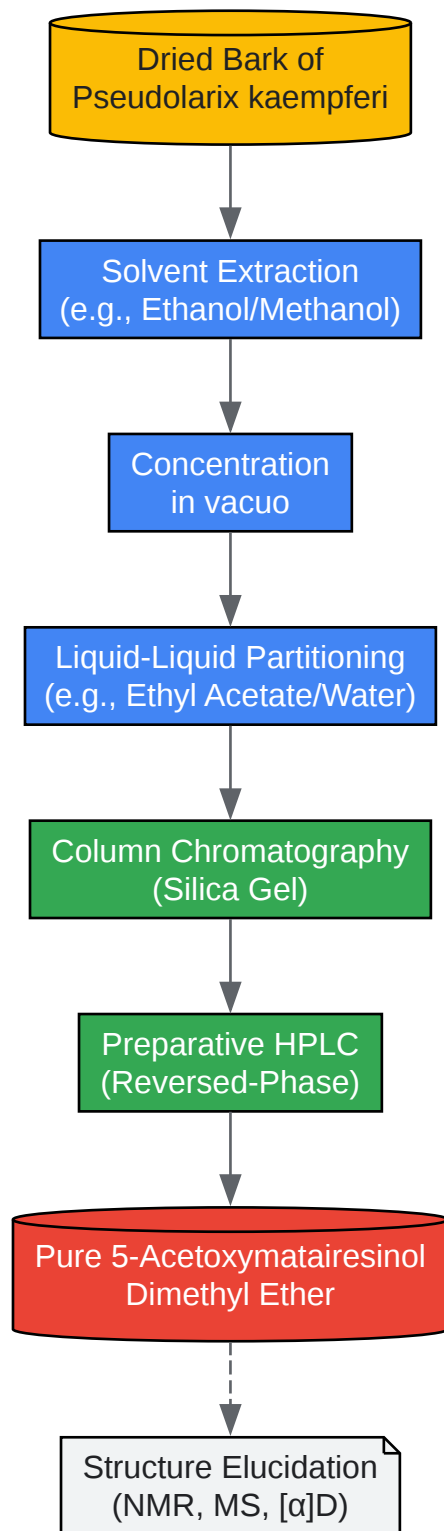 Dried Bark of
Pseudolarix kaempferi
Solvent Extraction
(e.g., Ethanol/Methanol)
Concentration
in vacuo
Liquid-Liquid Partitioning
(e.g., Ethyl Acetate/Water)
Column Chromatography
(Silica Gel)
Preparative HPLC
(Reversed-Phase)
Pure 5-Acetoxymatairesinol
Dimethyl Ether
Structure Elucidation
(NMR, MS, [α]D)